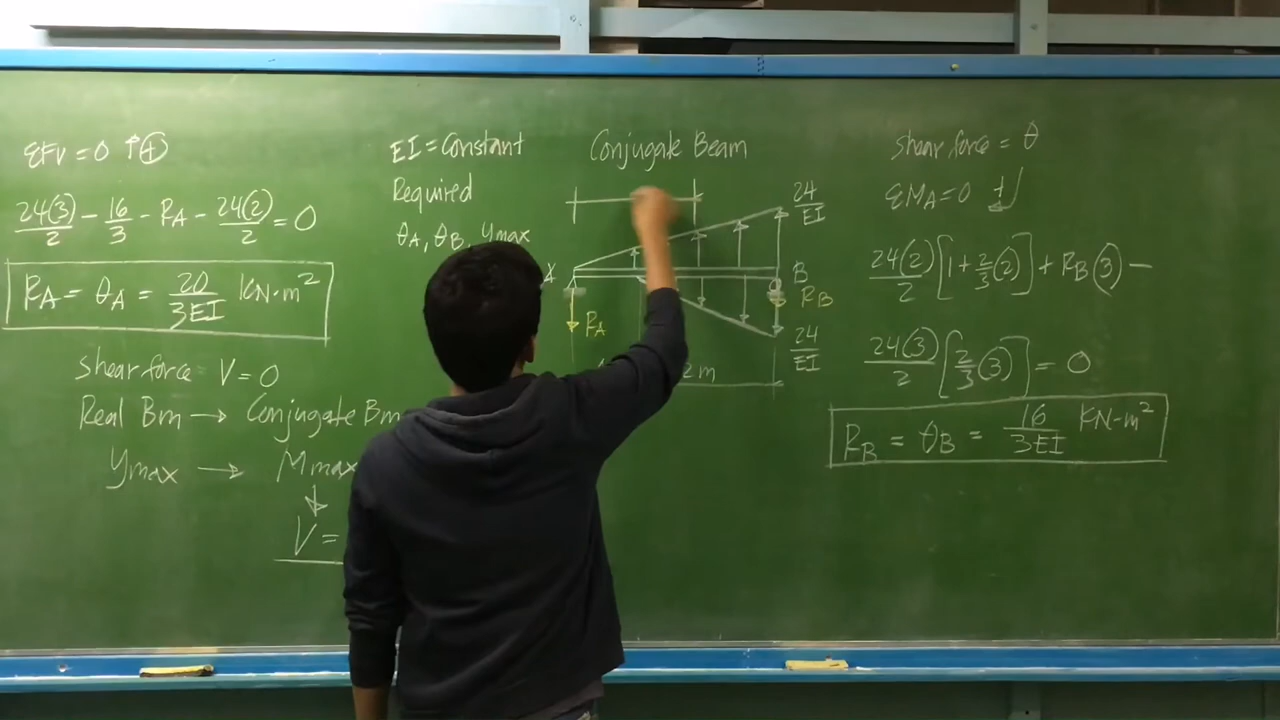 ΣFV = 0 ↑⊕
24(3)/2 − 16/3 − RA − 24(2)/2 = 0
RA = θA = 20/3EI KN-m²
shear force V = 0
Real Bm → Conjugate Bm
Ymax → Mmax
↓
V =
EI = Constant
Required
θA, θB, ymax
Conjugate Beam
24/EI
B
RB
RA
24/EI
2m
shear force = θ
ΣMA = 0
24(2)/2 [1 + 2/3(2)] + RB(3) −
24(3)/2 [2/3(3)] = 0
RB = θB = 16/3EI KN-m²